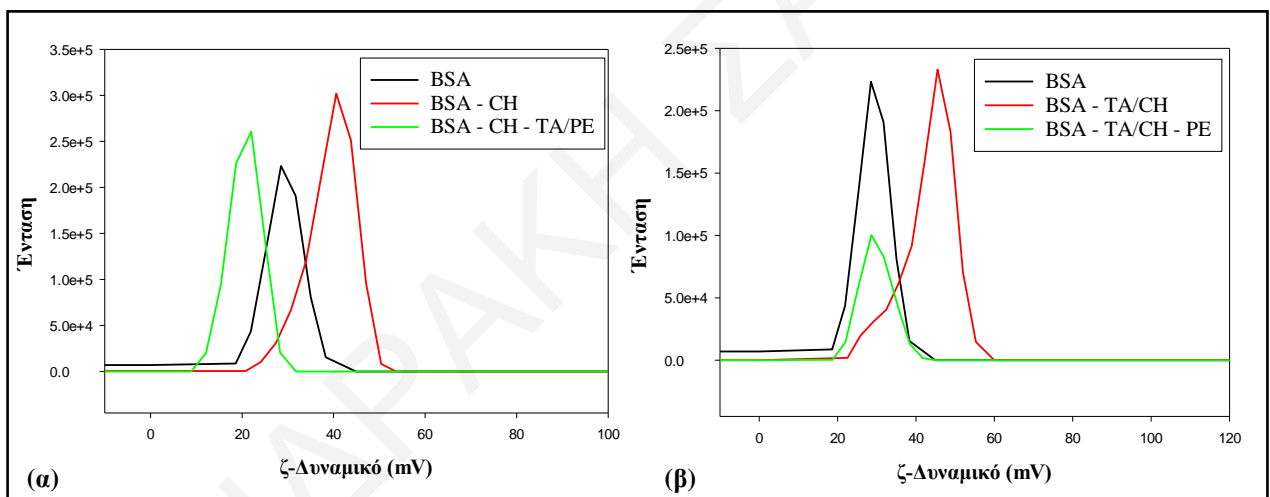 3.5e+5
3.0e+5
2.5e+5
2.0e+5
1.5e+5
1.0e+5
5.0e+4
0.0
Ένταση
BSA
BSA - CH
BSA - CH - TA/PE
0 20 40 60 80 100
ζ-Δυναμικό (mV)
(α)
2.5e+5
2.0e+5
1.5e+5
1.0e+5
5.0e+4
0.0
Ένταση
BSA
BSA - TA/CH
BSA - TA/CH - PE
0 20 40 60 80 100 120
ζ-Δυναμικό (mV)
(β)